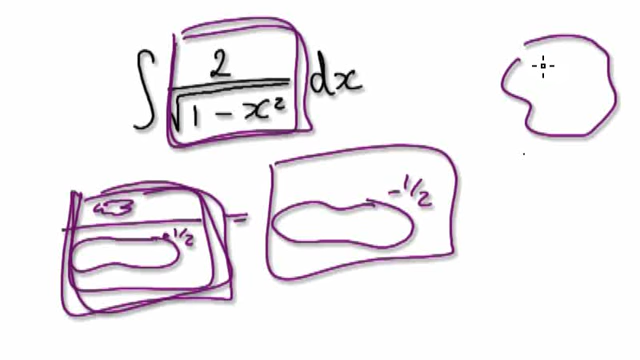 ∫ 2/√(1 − x²) dx
1/2 = -1/2